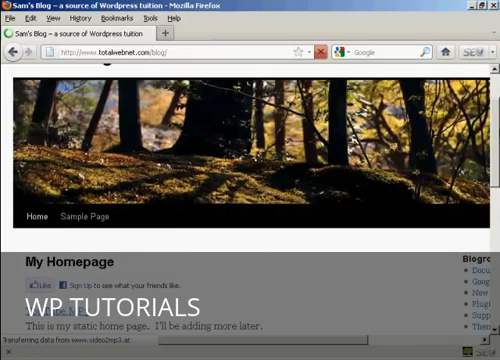 Sam's Blog – a source of Wordpress tuition - Mozilla Firefox
File Edit View History Bookmarks Tools Help
Sam's Blog – a source of Wordpress tuition
http://www.totalwebnet.com/blog/
Google
SEO
Home Sample Page
My Homepage
Blogro
Like Sign Up to see what your friends like.
Docu
Goog
New
Plugi
Supp
Them
WP TUTORIALS
This is my static home page. I'll be adding more later.
Transferring data from www.video2mp3.at